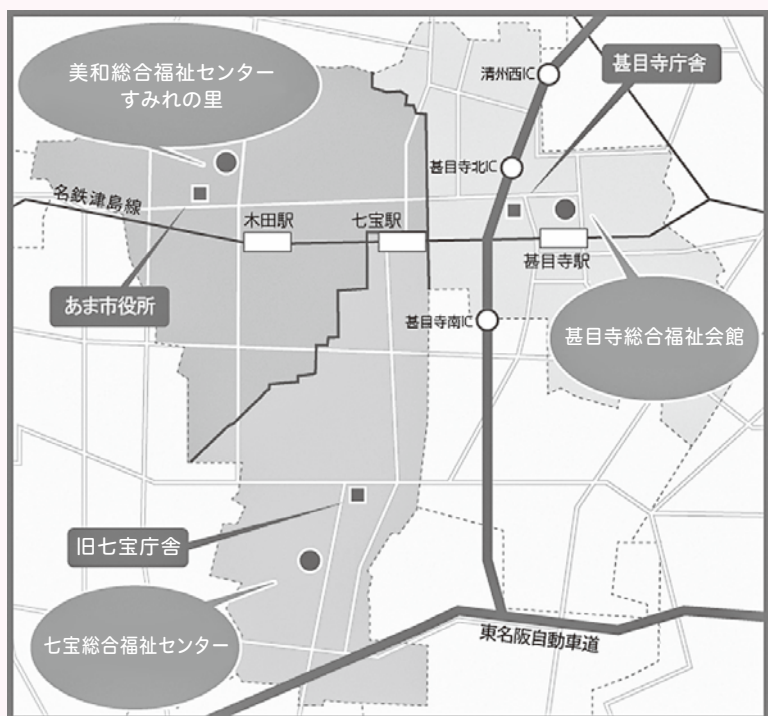 美和総合福祉センター
すみれの里
清州西IC
甚目寺庁舎
甚目寺北IC
名鉄津島線
木田駅
七宝駅
甚目寺駅
あま市役所
甚目寺南IC
甚目寺総合福祉会館
旧七宝庁舎
七宝総合福祉センター
東名阪自動車道